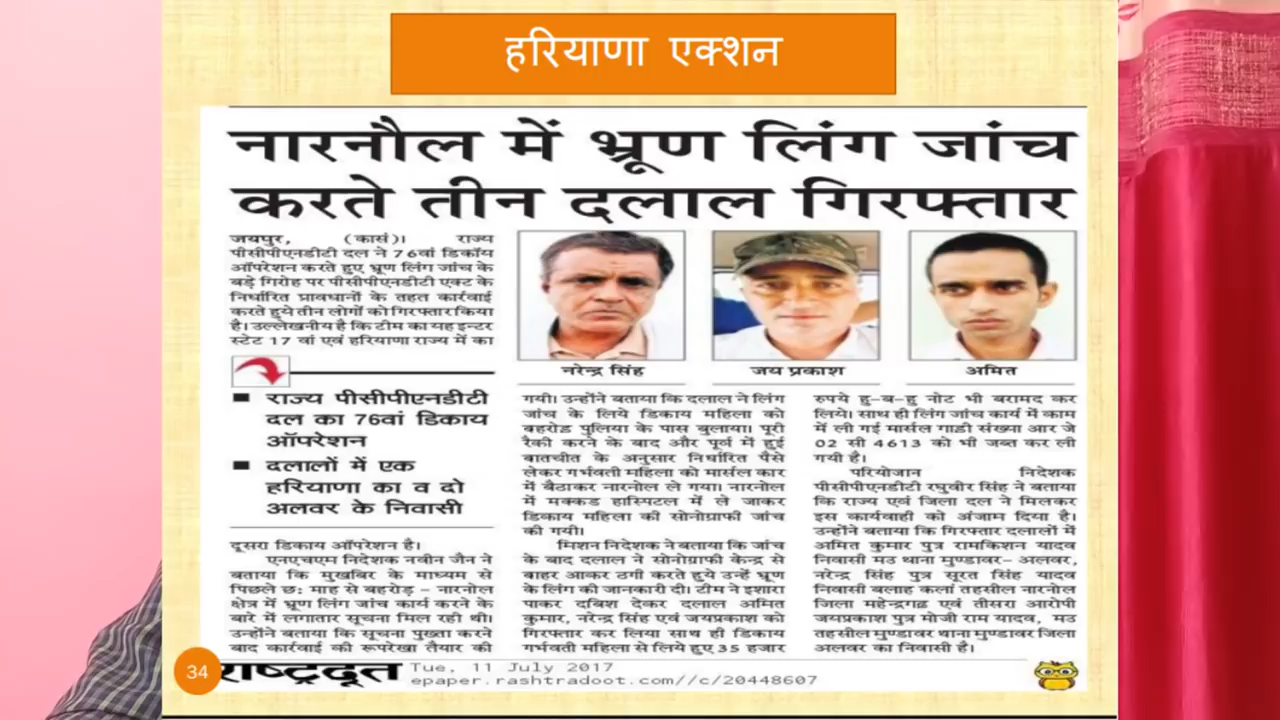 हरियाणा एक्शन
नारनौल में भ्रूण लिंग जांच
करते तीन दलाल गिरफ्तार
जयपुर, (कासं)। राज्य
पीसीपीएनडीटी दल ने 76वां डिकॉय
ऑपरेशन करते हुए भ्रूण लिंग जांच के
बड़े गिरोह पर पीसीपीएनडीटी एक्ट के
निर्धारित प्रावधानों के तहत कार्रवाई
करते हुये तीन लोगों को गिरफ्तार किया
है। उल्लेखनीय है कि टीम का यह इन्टर
स्टेट 17 वां एवं हरियाणा राज्य में का
■ राज्य पीसीपीएनडीटी
दल का 76वां डिकाय
ऑपरेशन
■ दलालों में एक
हरियाणा का व दो
अलवर के निवासी
दूसरा डिकाय ऑपरेशन है।
एनएचएम निदेशक नवीन जैन ने
बताया कि मुखबिर के माध्यम से
पिछले छ: माह से बहरोड़ - नारनोल
क्षेत्र में भ्रूण लिंग जांच कार्य करने के
बारे में लगातार सूचना मिल रही थी।
उन्होंने बताया कि सूचना पुख्ता करने
बाद कार्रवाई की रूपरेखा तैयार की
नरेन्द्र सिंह
जय प्रकाश
अमित
गयी। उन्होंने बताया कि दलाल ने लिंग
जांच के लिये डिकाय महिला को
बहरोड़ पुलिया के पास बुलाया। पूरी
रैकी करने के बाद और पूर्व में हुई
बातचीत के अनुसार निर्धारित पैसे
लेकर गर्भवती महिला को मार्सल कार
में बैठाकर नारनोल ले गया। नारनोल
में मक्कड हास्पिटल में ले जाकर
डिकाय महिला की सोनोग्राफी जांच
की गयी।
मिशन निदेशक ने बताया कि जांच
के बाद दलाल ने सोनोग्राफी केन्द्र से
बाहर आकर ठगी करते हुये उन्हें भ्रूण
के लिंग की जानकारी दी। टीम ने इशारा
पाकर दबिश देकर दलाल अमित
कुमार, नरेन्द्र सिंह एवं जयप्रकाश को
गिरफ्तार कर लिया साथ ही डिकाय
गर्भवती महिला से लिये हुए 35 हजार
रुपये हु-ब-हु नोट भी बरामद कर
लिये। साथ ही लिंग जांच कार्य में काम
में ली गई मार्सल गाड़ी संख्या आर जे
02 सी 4613 को भी जब्त कर ली
गयी है।
परियोजान निदेशक
पीसीपीएनडीटी रघुवीर सिंह ने बताया
कि राज्य एवं जिला दल ने मिलकर
इस कार्यवाही को अंजाम दिया है।
उन्होंने बताया कि गिरफ्तार दलालों में
अमित कुमार पुत्र रामकिशन यादव
निवासी मठ थाना मुण्डावर- अलवर,
नरेन्द्र सिंह पुत्र सूरत सिंह यादव
निवासी बलाह कलां तहसील नारनोल
जिला महेन्द्रगढ़ एवं तीसरा आरोपी
जयप्रकाश पुत्र मोजी राम यादव, मठ
तहसील मुण्डावर थाना मुण्डावर जिला
अलवर का निवासी है।
34
राष्ट्रदूत Tue, 11 July 2017
epaper.rashtradoot.com//c/20448607